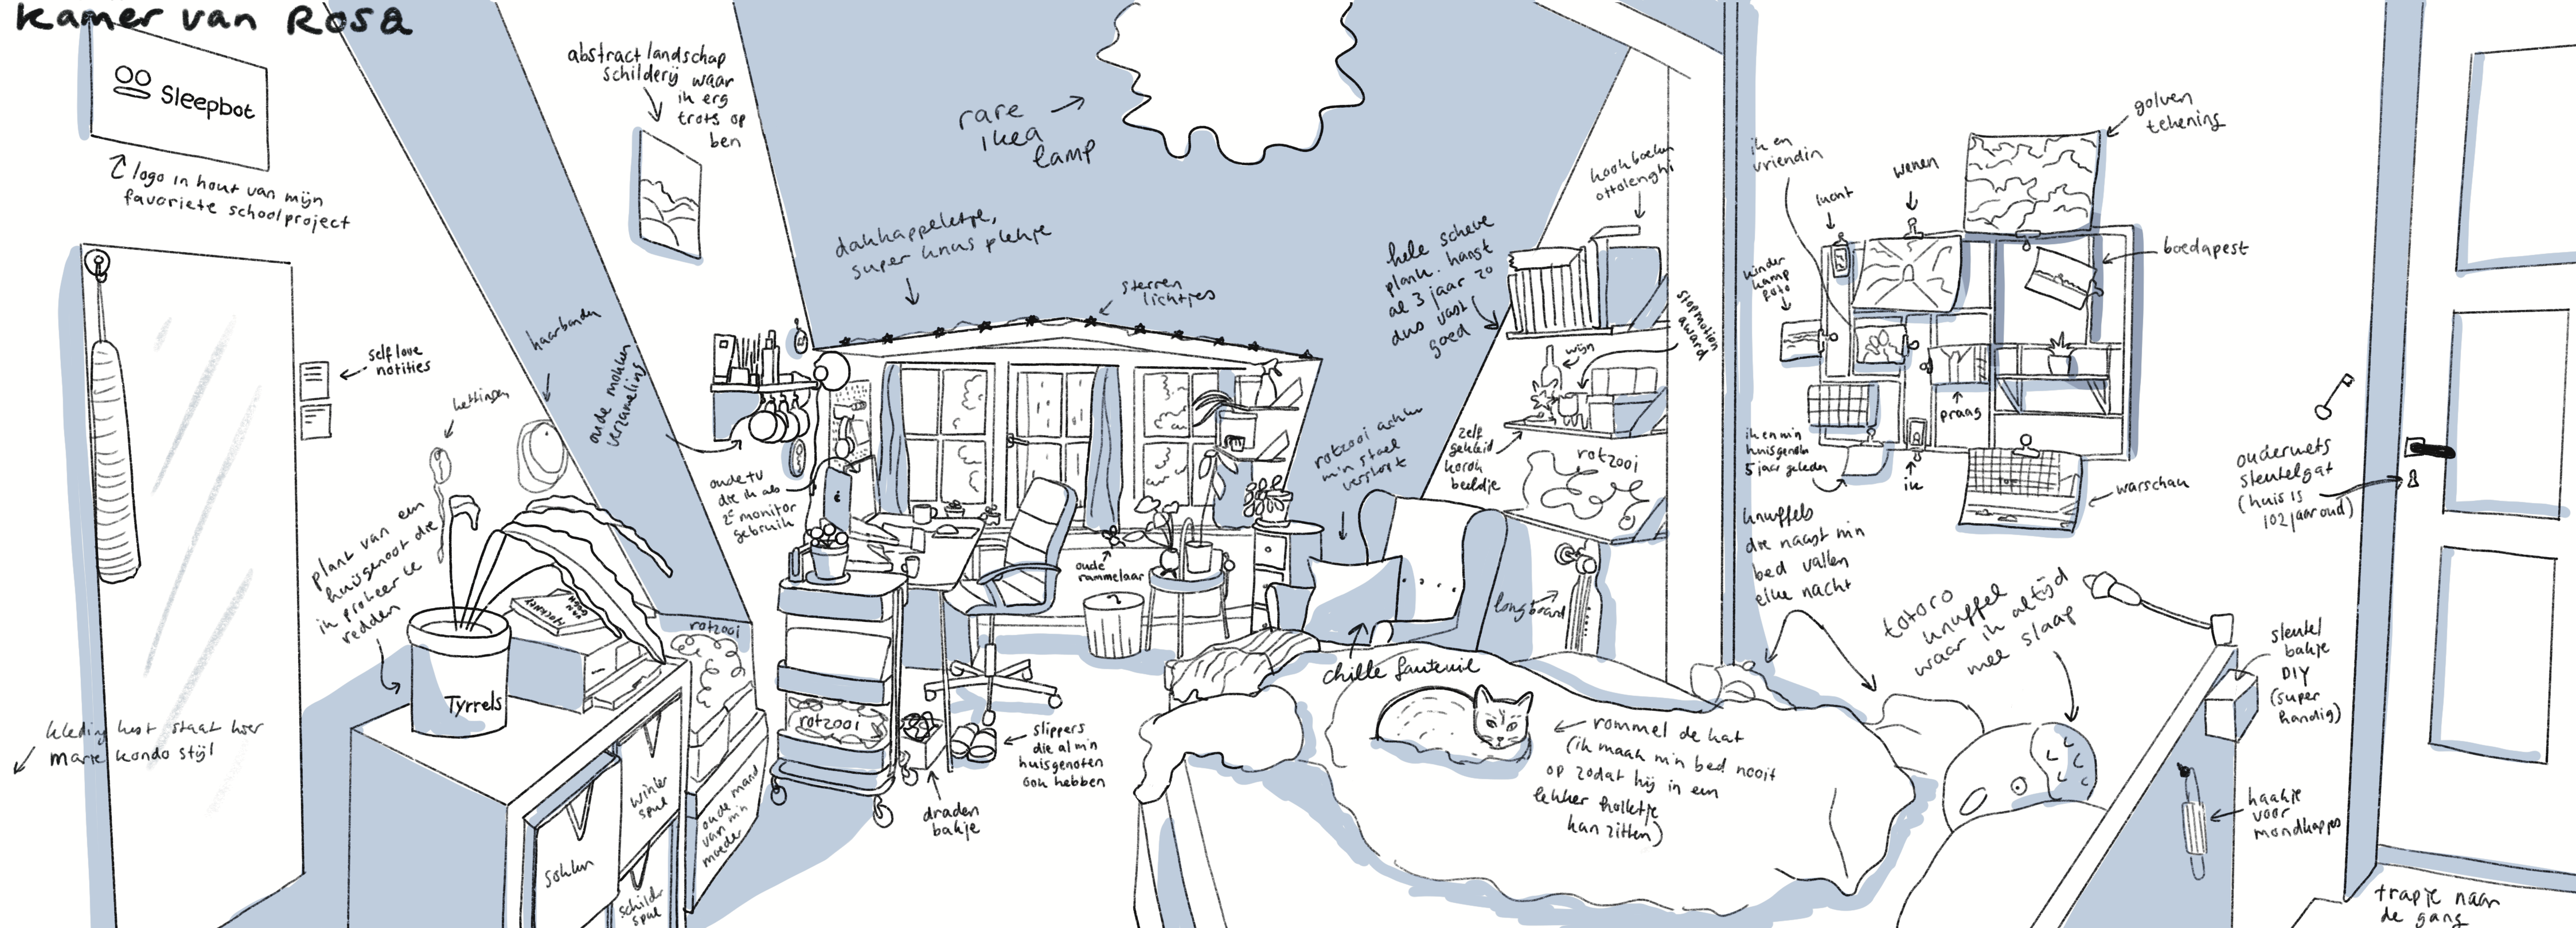 Kamer van Rosa
Sleepbot
logo in hout van mijn
favoriete schoolproject
abstract landschap
schilderij waar
ik erg
trots op
ben
rare
ikea
lamp
dakkappeletje,
super knus plekje
sterren
lichtjes
haarbanden
oude mokken
verzameling
self love
notities
kettingen
plant van een
huisgenoot die
ik probeer te
redden
Tyrrels
HOCKNEY
VAN
GOGH
kleding kast staat hier
marie kondo stijl
sokken
winter
spul
schilder
spul
rotzooi
oude mand
van m'n
moeder
oude tv
die ik als
2e monitor
gebruik
rotzooi
draden
bakje
slippers
die al m'n
huisgenoten
ook hebben
oude
rammelaar
hele scheve
plank. hangt
al 3 jaar zo
dus vast
goed
kookboeken
ottolenghi
stopmotion
award
wijn
zelf
gekleid
kop
beeldje
rotzooi
rotzooi achter
m'n stoel
verstopt
longboard
chille fauteuil
rommel de kat
(ik maak m'n bed nooit
op zodat hij in een
lekker holletje
kan zitten)
ik en
vriendin
kunt
wenen
golven
tekening
boedapest
kinder
kamp
foto
praag
ik en m'n
huisgenoten
5 jaar geleden
ik
warschau
knuffels
die naast m'n
bed vallen
elke nacht
totoro
knuffel
waar ik altijd
mee slaap
ouderwets
sleutelgat
(huis is
102 jaar oud)
sleutel
bakje
DIY
(super
handig)
haakje
voor
mondkapjes
trapje naar
de gang